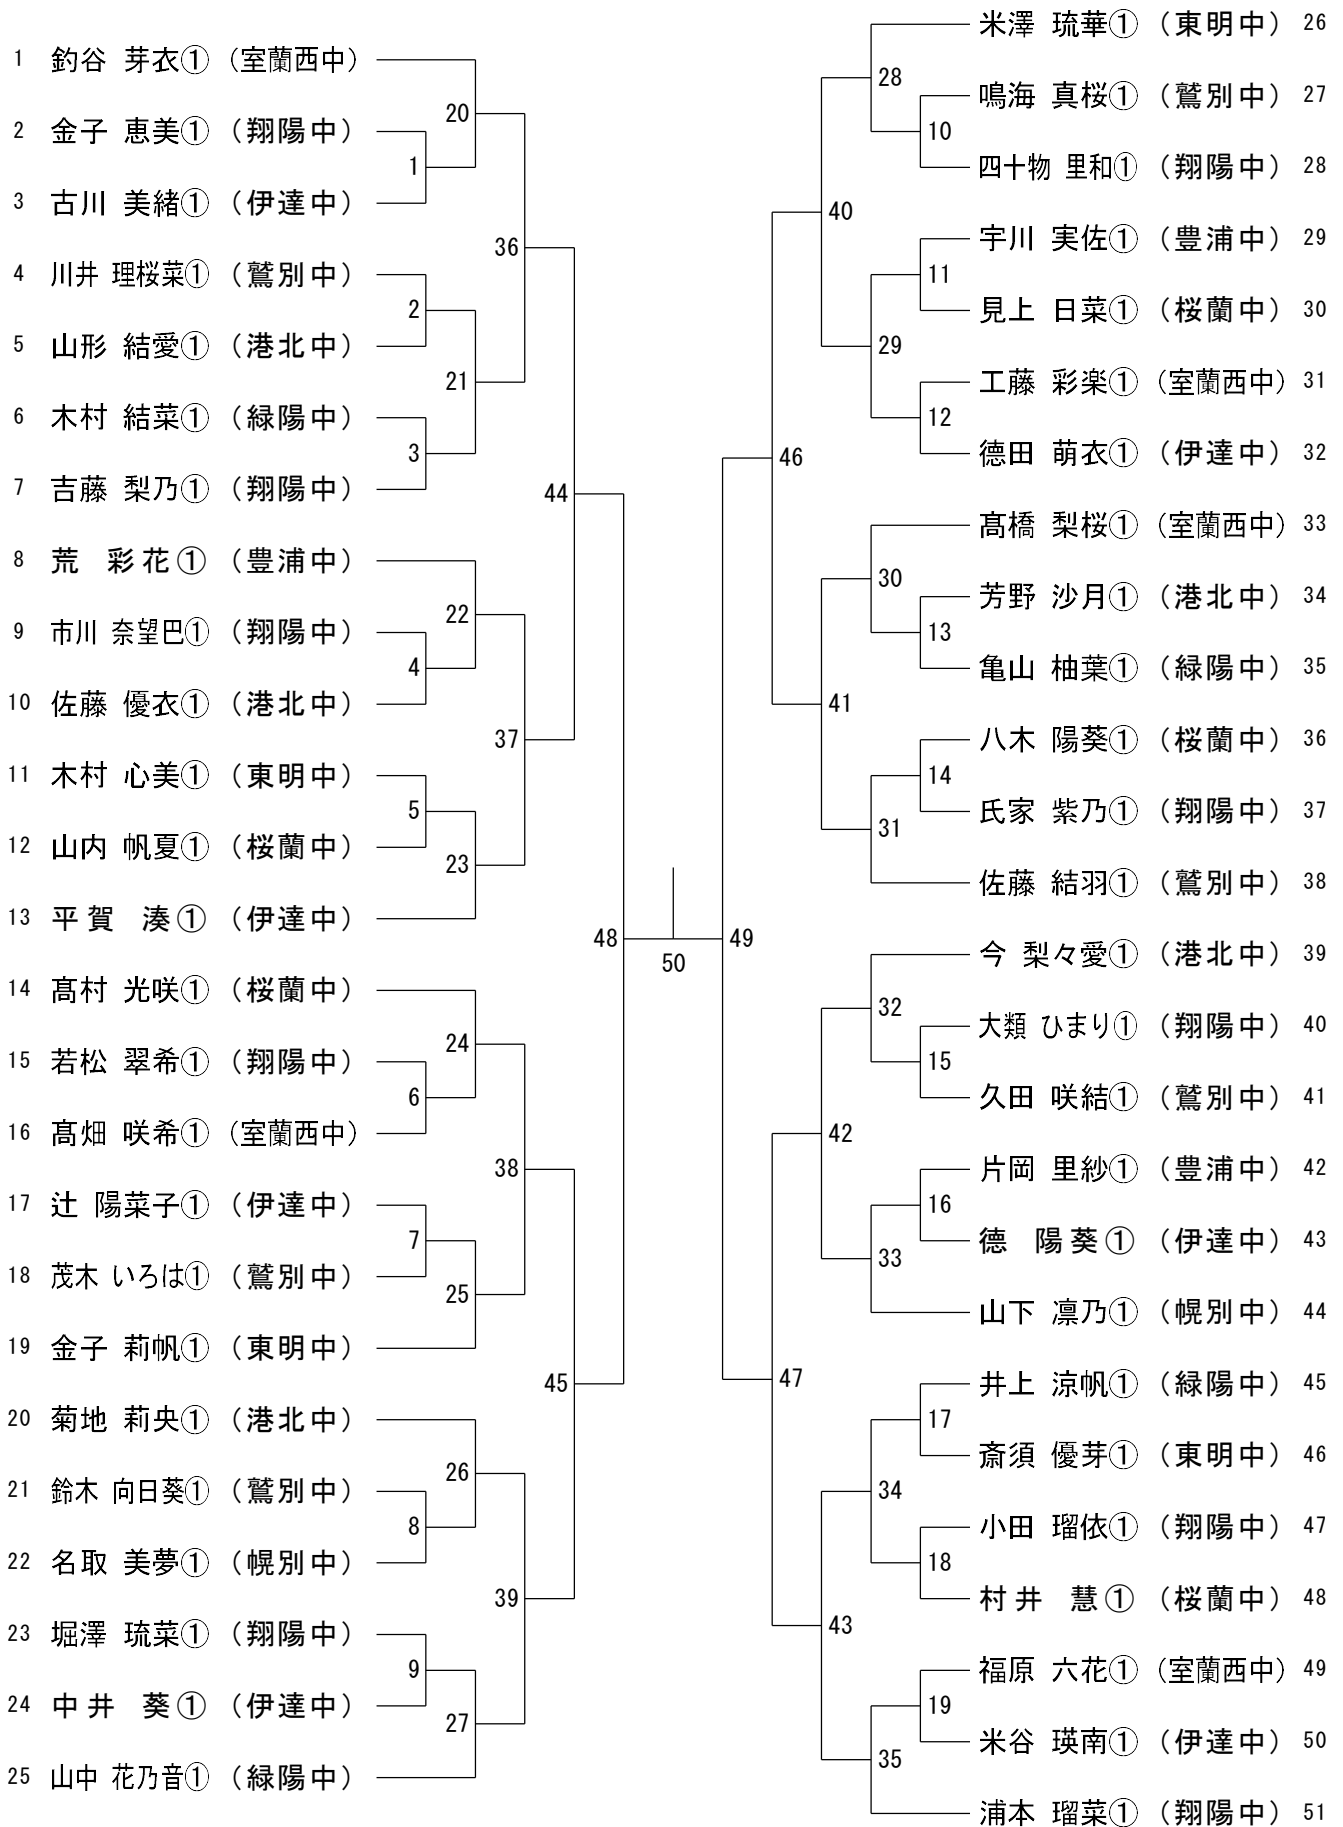 1 釣谷 芽衣① （室蘭西中）
2 金子 恵美① （翔陽中）
3 古川 美緒① （伊達中）
4 川井 理桜菜① （鷲別中）
5 山形 結愛① （港北中）
6 木村 結菜① （緑陽中）
7 吉藤 梨乃① （翔陽中）
8 荒 彩花① （豊浦中）
9 市川 奈望巴① （翔陽中）
10 佐藤 優衣① （港北中）
11 木村 心美① （東明中）
12 山内 帆夏① （桜蘭中）
13 平賀 湊① （伊達中）
14 髙村 光咲① （桜蘭中）
15 若松 翠希① （翔陽中）
16 髙畑 咲希① （室蘭西中）
17 辻 陽菜子① （伊達中）
18 茂木 いろは① （鷲別中）
19 金子 莉帆① （東明中）
20 菊地 莉央① （港北中）
21 鈴木 向日葵① （鷲別中）
22 名取 美夢① （幌別中）
23 堀澤 琉菜① （翔陽中）
24 中井 葵① （伊達中）
25 山中 花乃音① （緑陽中）
1
2
3
4
5
6
7
8
9
20
21
22
23
24
25
26
27
36
37
38
39
44
45
48
50
49
46
47
40
41
42
43
28
29
30
31
32
33
34
35
10
11
12
13
14
15
16
17
18
19
米澤 琉華① （東明中） 26
鳴海 真桜① （鷲別中） 27
四十物 里和① （翔陽中） 28
宇川 実佐① （豊浦中） 29
見上 日菜① （桜蘭中） 30
工藤 彩楽① （室蘭西中） 31
德田 萌衣① （伊達中） 32
髙橋 梨桜① （室蘭西中） 33
芳野 沙月① （港北中） 34
亀山 柚葉① （緑陽中） 35
八木 陽葵① （桜蘭中） 36
氏家 紫乃① （翔陽中） 37
佐藤 結羽① （鷲別中） 38
今 梨々愛① （港北中） 39
大類 ひまり① （翔陽中） 40
久田 咲結① （鷲別中） 41
片岡 里紗① （豊浦中） 42
德 陽葵① （伊達中） 43
山下 凛乃① （幌別中） 44
井上 涼帆① （緑陽中） 45
斎須 優芽① （東明中） 46
小田 瑠依① （翔陽中） 47
村井 慧① （桜蘭中） 48
福原 六花① （室蘭西中） 49
米谷 瑛南① （伊達中） 50
浦本 瑠菜① （翔陽中） 51